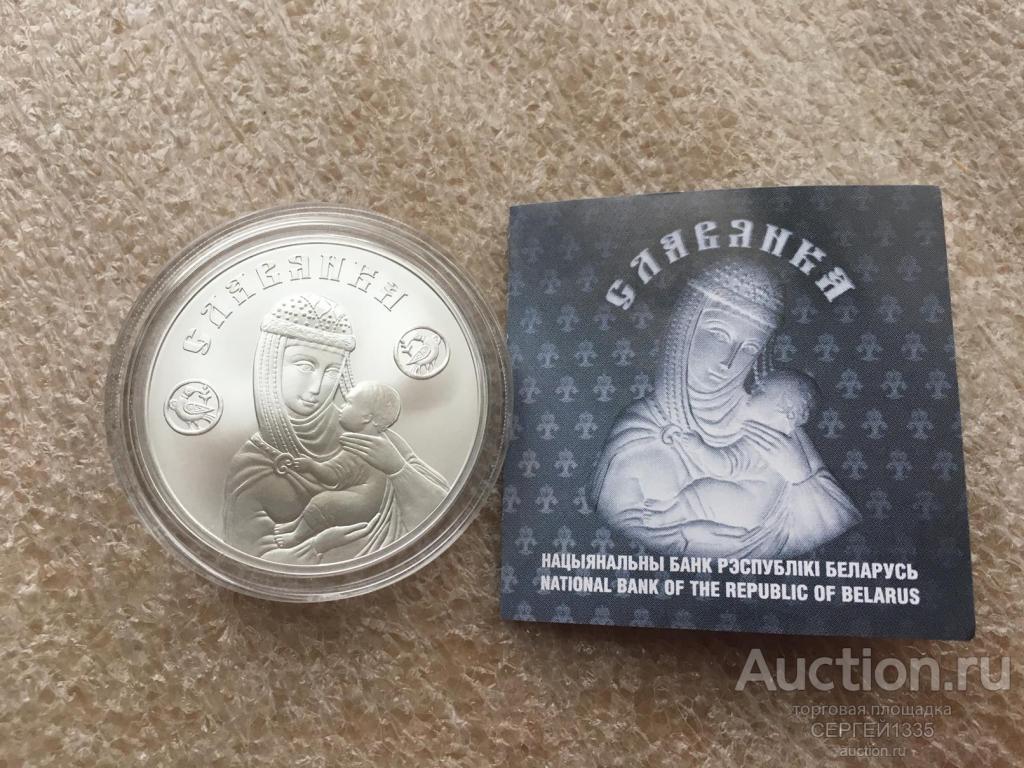 СЛАВЯНКА
СЛАВЯНКА
НАЦЫЯНАЛЬНЫ БАНК РЭСПУБЛІКІ БЕЛАРУСЬ
NATIONAL BANK OF THE REPUBLIC OF BELARUS
Auction.ru
торговая площадка
СЕРГЕЙ1335
auction.ru